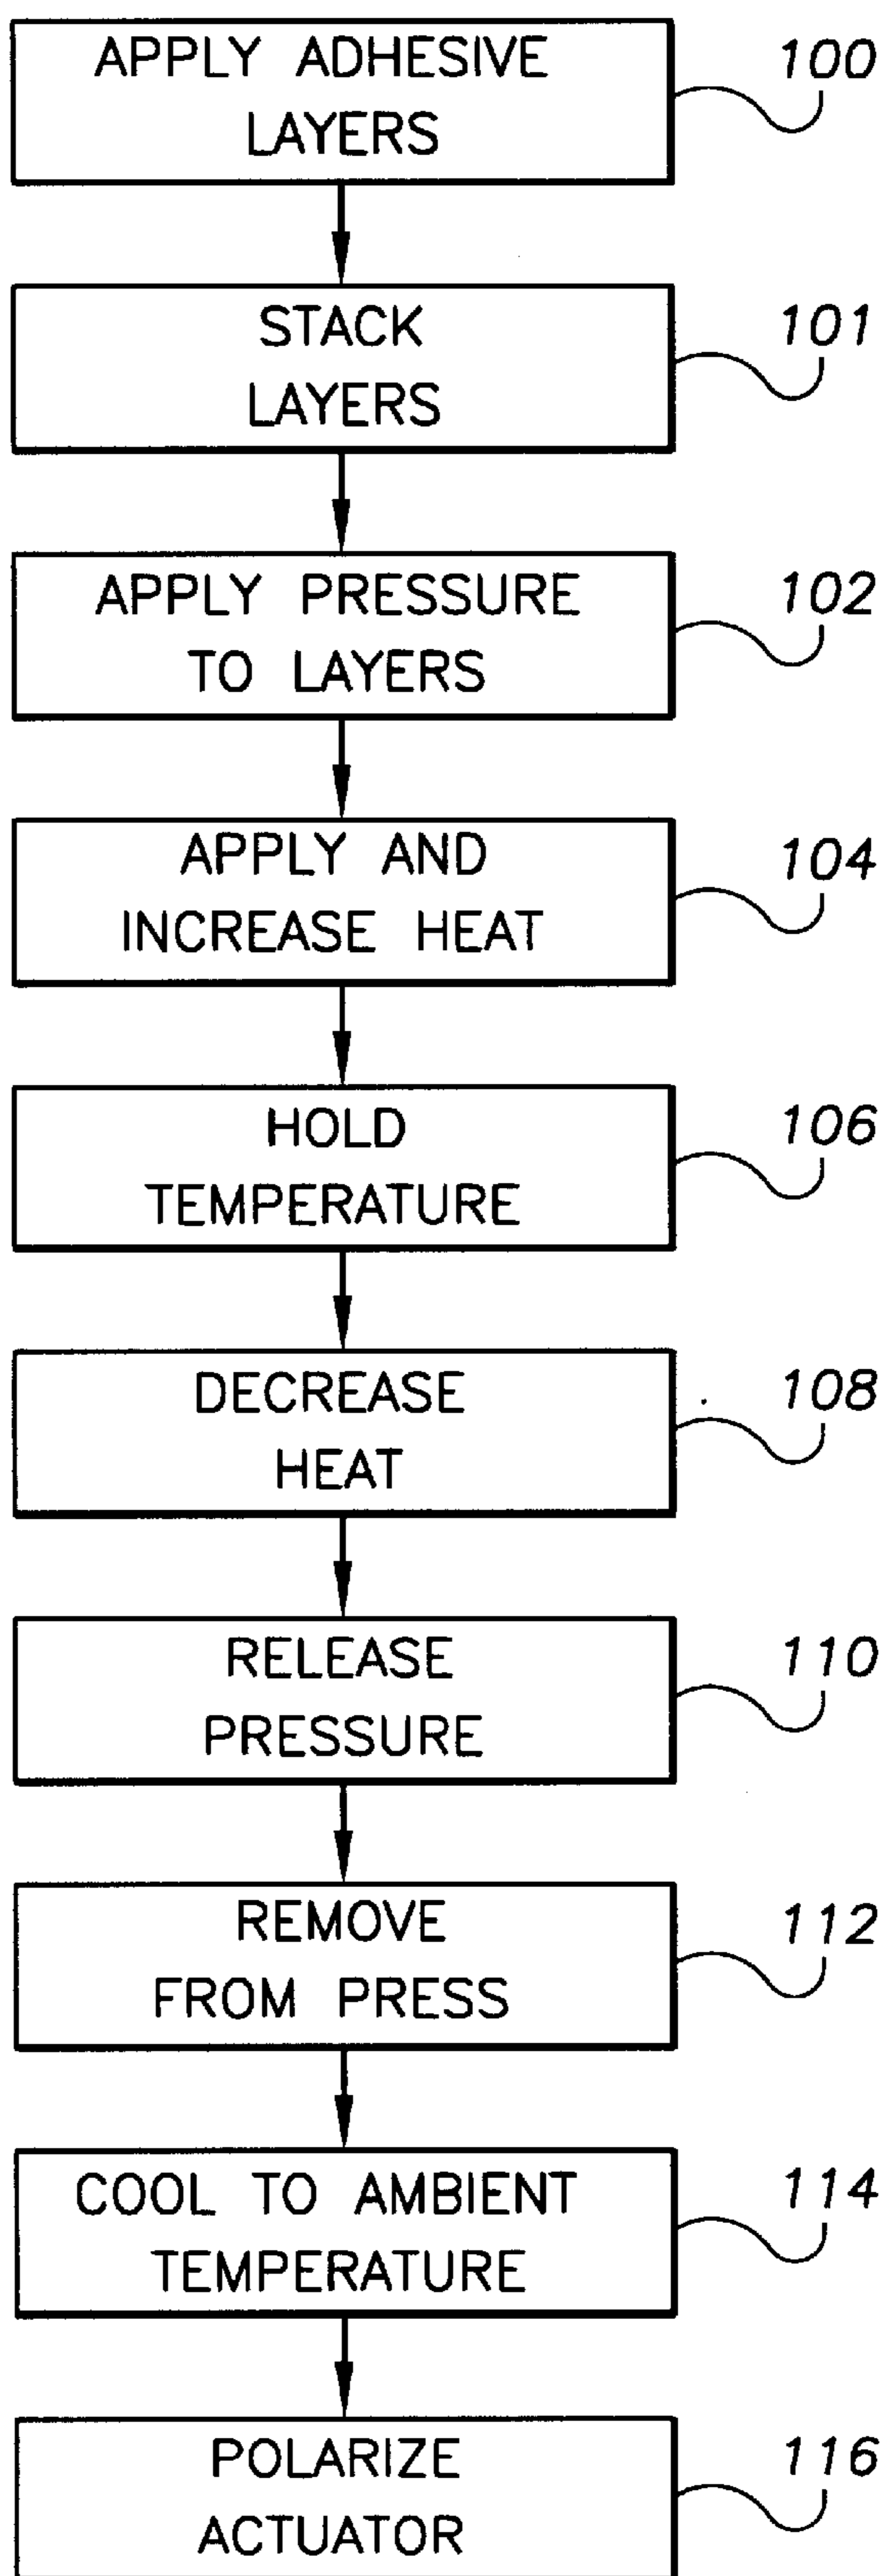 APPLY ADHESIVE
LAYERS
100
STACK
LAYERS
101
APPLY PRESSURE
TO LAYERS
102
APPLY AND
INCREASE HEAT
104
HOLD
TEMPERATURE
106
DECREASE
HEAT
108
RELEASE
PRESSURE
110
REMOVE
FROM PRESS
112
COOL TO AMBIENT
TEMPERATURE
114
POLARIZE
ACTUATOR
116